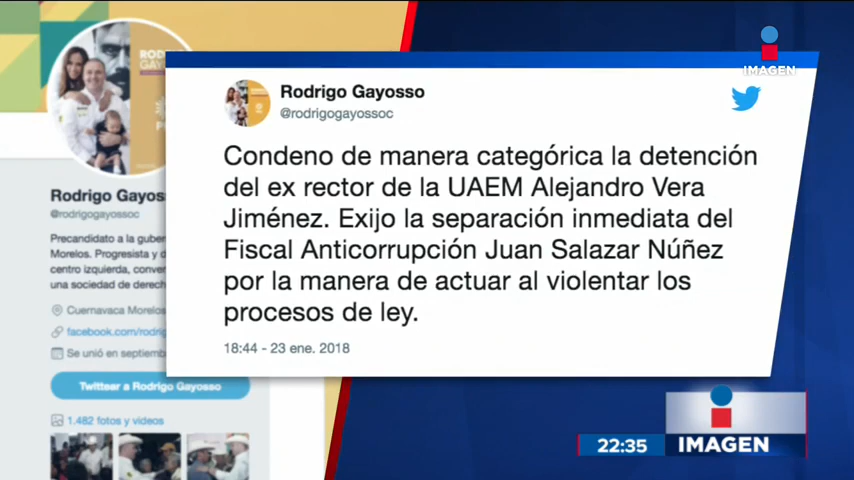 IMAGEN
Rodrigo Gayosso
@rodrigogayossoc
Condeno de manera categórica la detención
del ex rector de la UAEM Alejandro Vera
Jiménez. Exijo la separación inmediata del
Fiscal Anticorrupción Juan Salazar Núñez
por la manera de actuar al violentar los
procesos de ley.
18:44 - 23 ene. 2018
Rodrigo Gayos
@rodrigogayossoc
Precandidato a la gube
Morelos. Progresista y d
centro izquierda, conver
una sociedad de derech
Cuernavaca Morelos
facebook.com/rodrig
Se unió en septiemb
Twittear a Rodrigo Gayosso
1.482 fotos y videos
22:35
IMAGEN